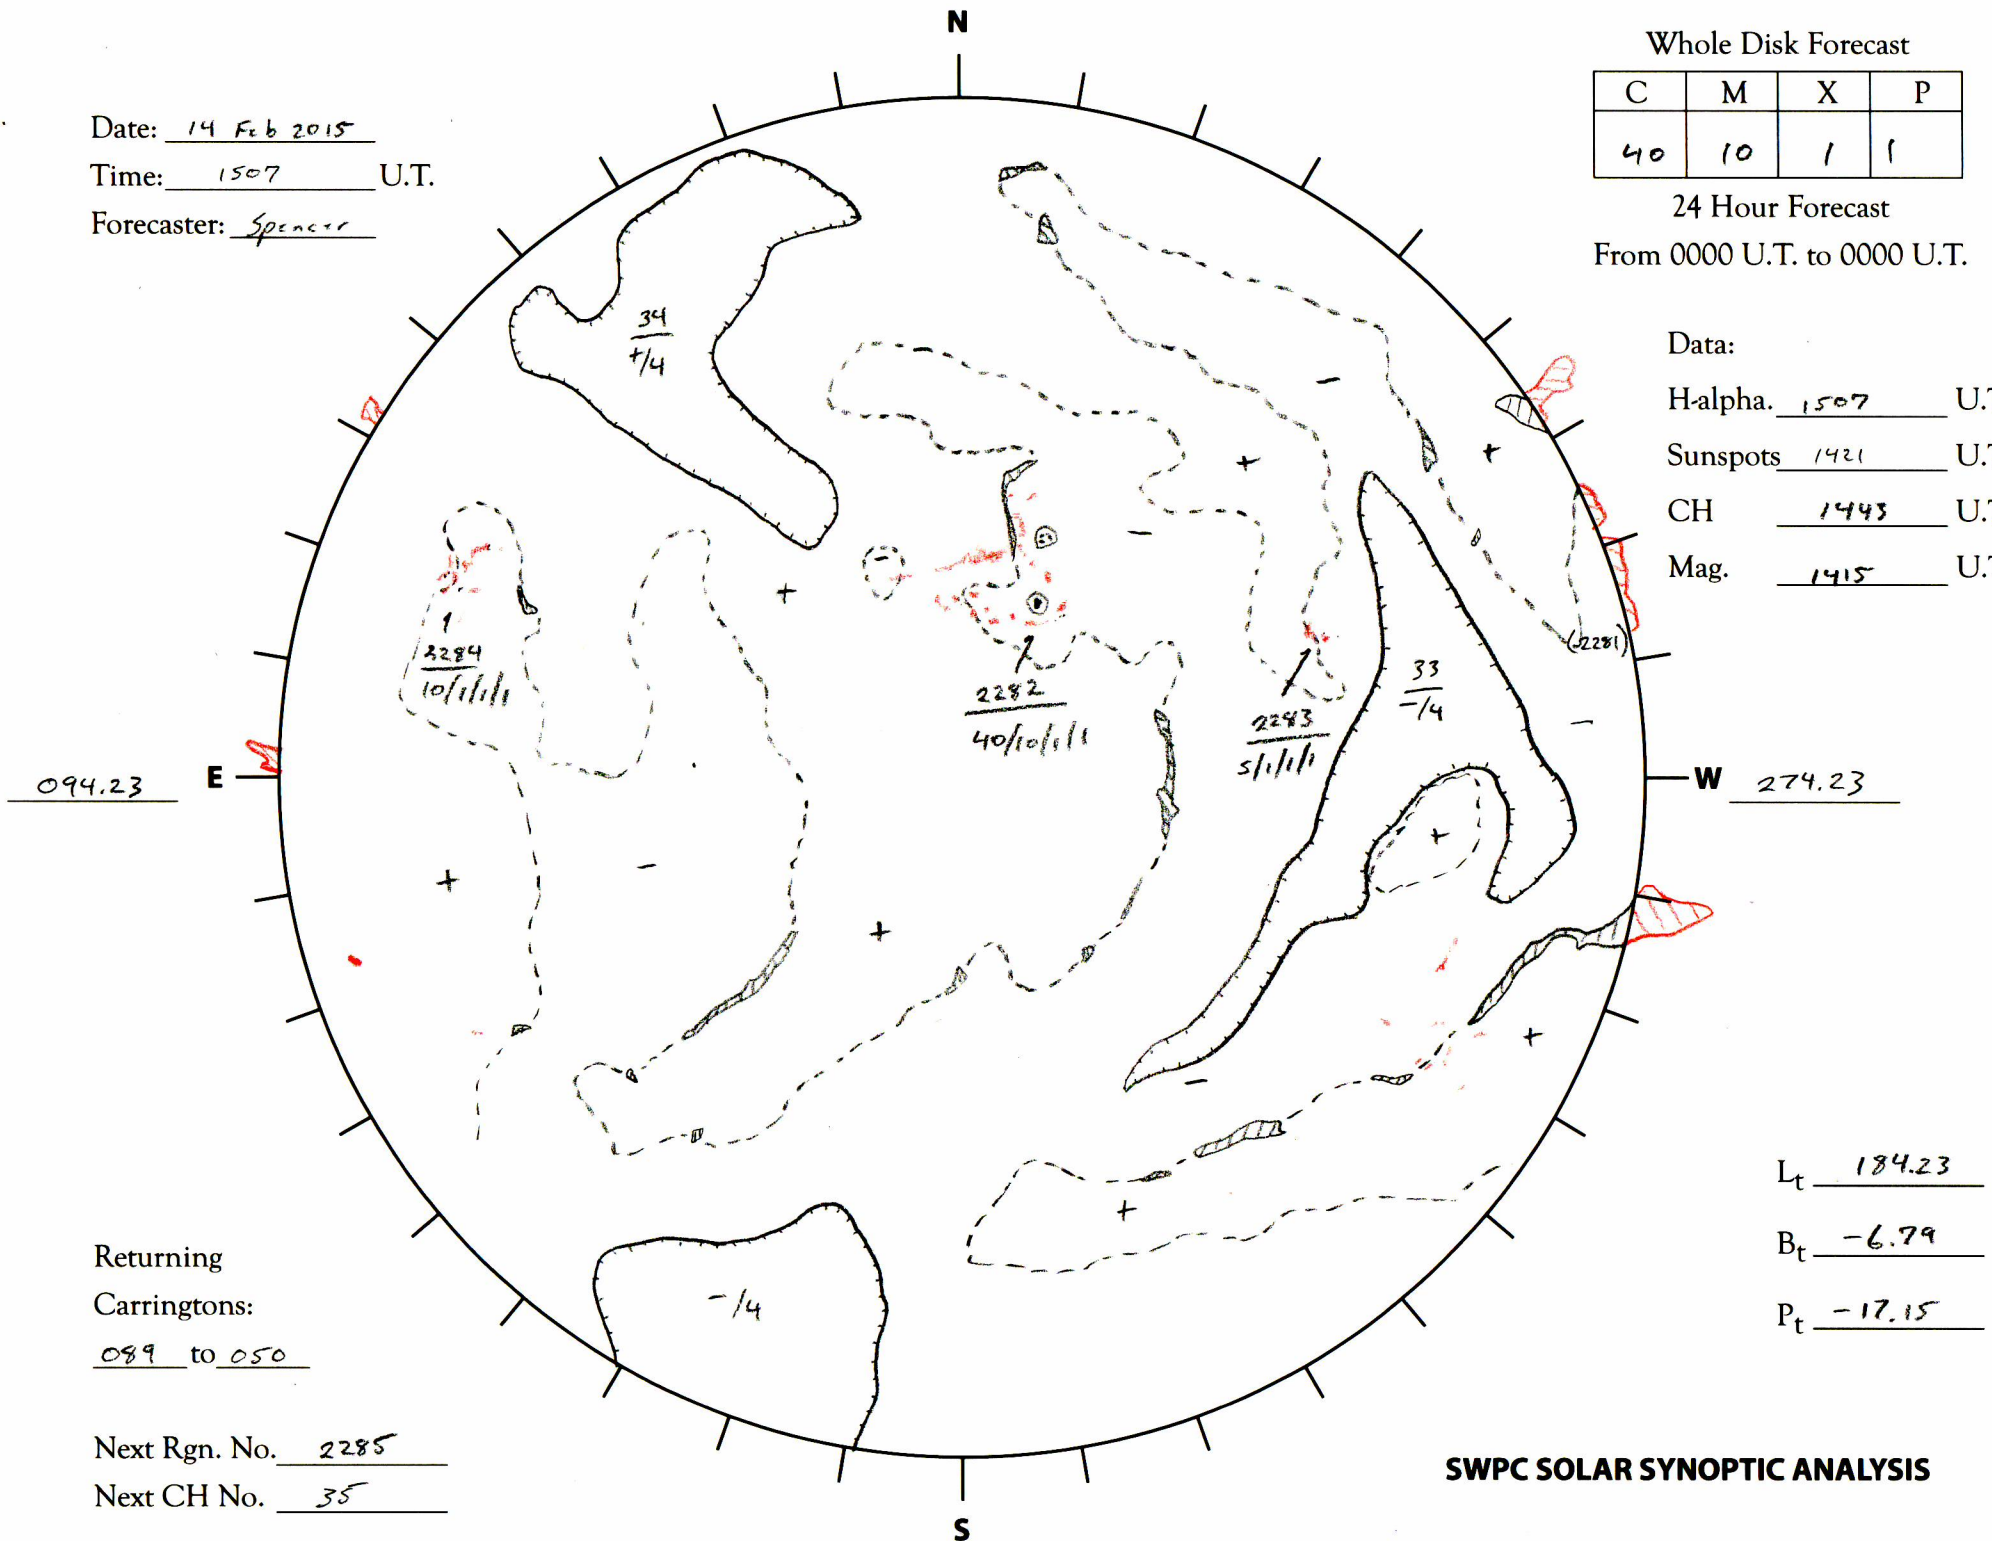 N
Whole Disk Forecast
C M X P
40 10 1 1
24 Hour Forecast
From 0000 U.T. to 0000 U.T.
Date: 14 Feb 2015
Time: 1507 U.T.
Forecaster: Spencer
Data:
H-alpha. 1507 U.T
Sunspots 1421 U.T
CH 1443 U.T
Mag. 1415 U.T
34
+/4
-
+
+
-
-
+
(2281)
2284
10/1/1/1
2282
40/10/1/1
2283
5/1/1/1
33
-/4
-
094.23 E
W 274.23
+
+
-
+
+
-
+
-/4
Lt 184.23
Bt -6.79
Pt -17.15
Returning
Carringtons:
089 to 050
Next Rgn. No. 2285
Next CH No. 35
SWPC SOLAR SYNOPTIC ANALYSIS
S